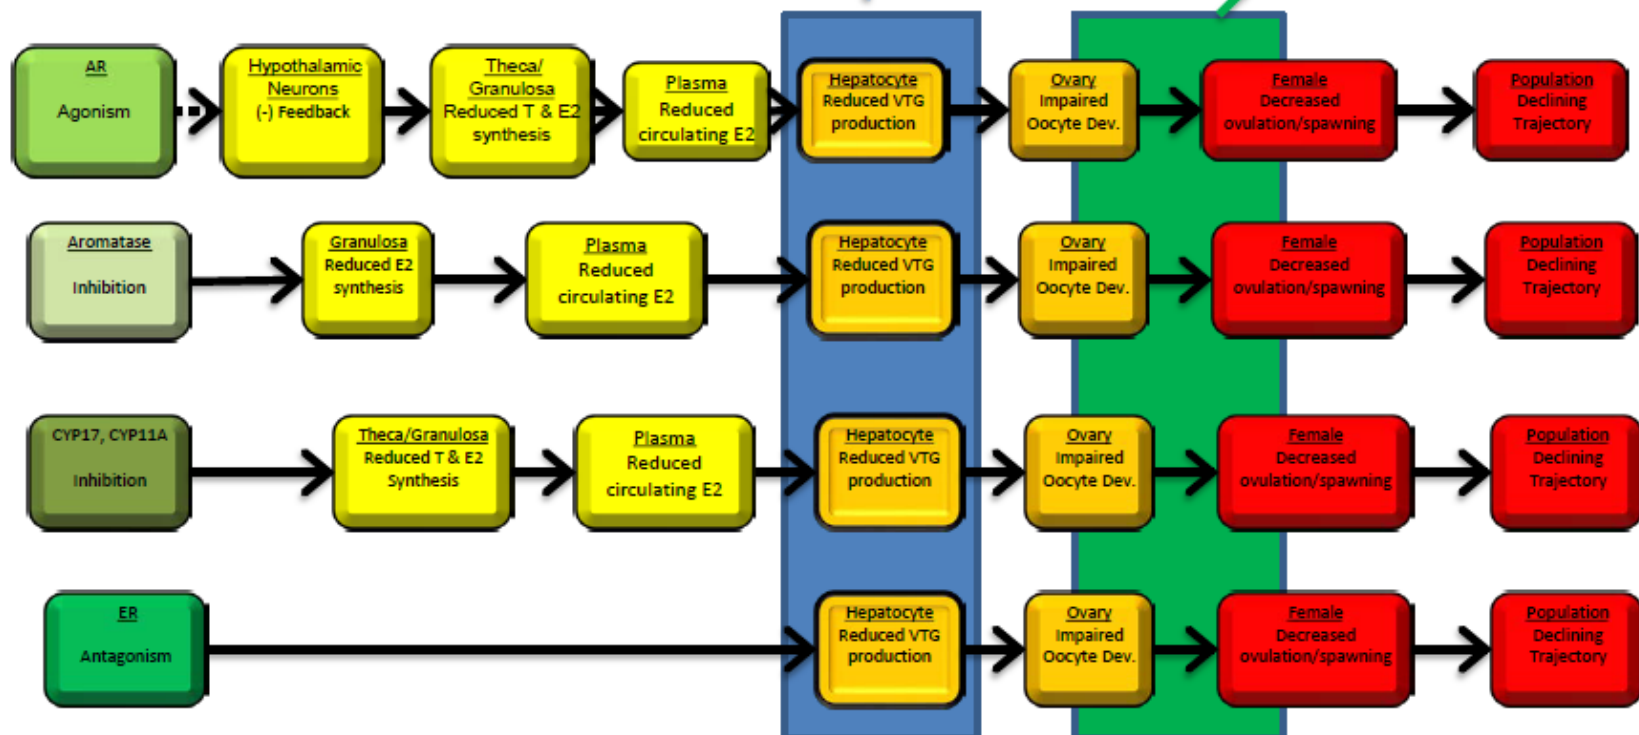 AR
Agonism
Hypothalamic
Neurons
(-) Feedback
Theca/
Granulosa
Reduced T & E2
synthesis
Plasma
Reduced
circulating E2
Hepatocyte
Reduced VTG
production
Ovary
Impaired
Oocyte Dev.
Female
Decreased
ovulation/spawning
Population
Declining
Trajectory
Aromatase
Inhibition
Granulosa
Reduced E2
synthesis
Plasma
Reduced
circulating E2
Hepatocyte
Reduced VTG
production
Ovary
Impaired
Oocyte Dev.
Female
Decreased
ovulation/spawning
Population
Declining
Trajectory
CYP17, CYP11A
Inhibition
Theca/Granulosa
Reduced T & E2
Synthesis
Plasma
Reduced
circulating E2
Hepatocyte
Reduced VTG
production
Ovary
Impaired
Oocyte Dev.
Female
Decreased
ovulation/spawning
Population
Declining
Trajectory
ER
Antagonism
Hepatocyte
Reduced VTG
production
Ovary
Impaired
Oocyte Dev.
Female
Decreased
ovulation/spawning
Population
Declining
Trajectory